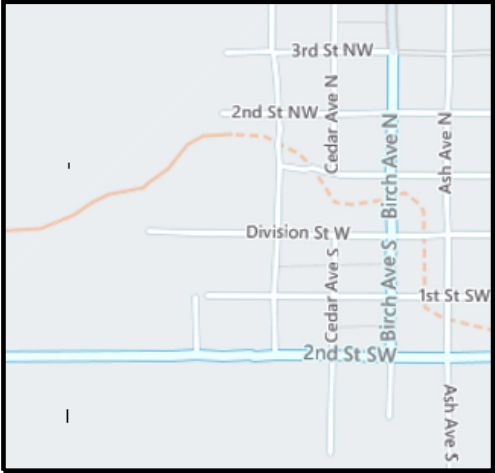 3rd St NW
2nd St NW
Cedar Ave N
Birch Ave N
Ash Ave N
Division St W
Cedar Ave S
Birch Ave S
1st St SW
2nd St SW
Ash Ave S